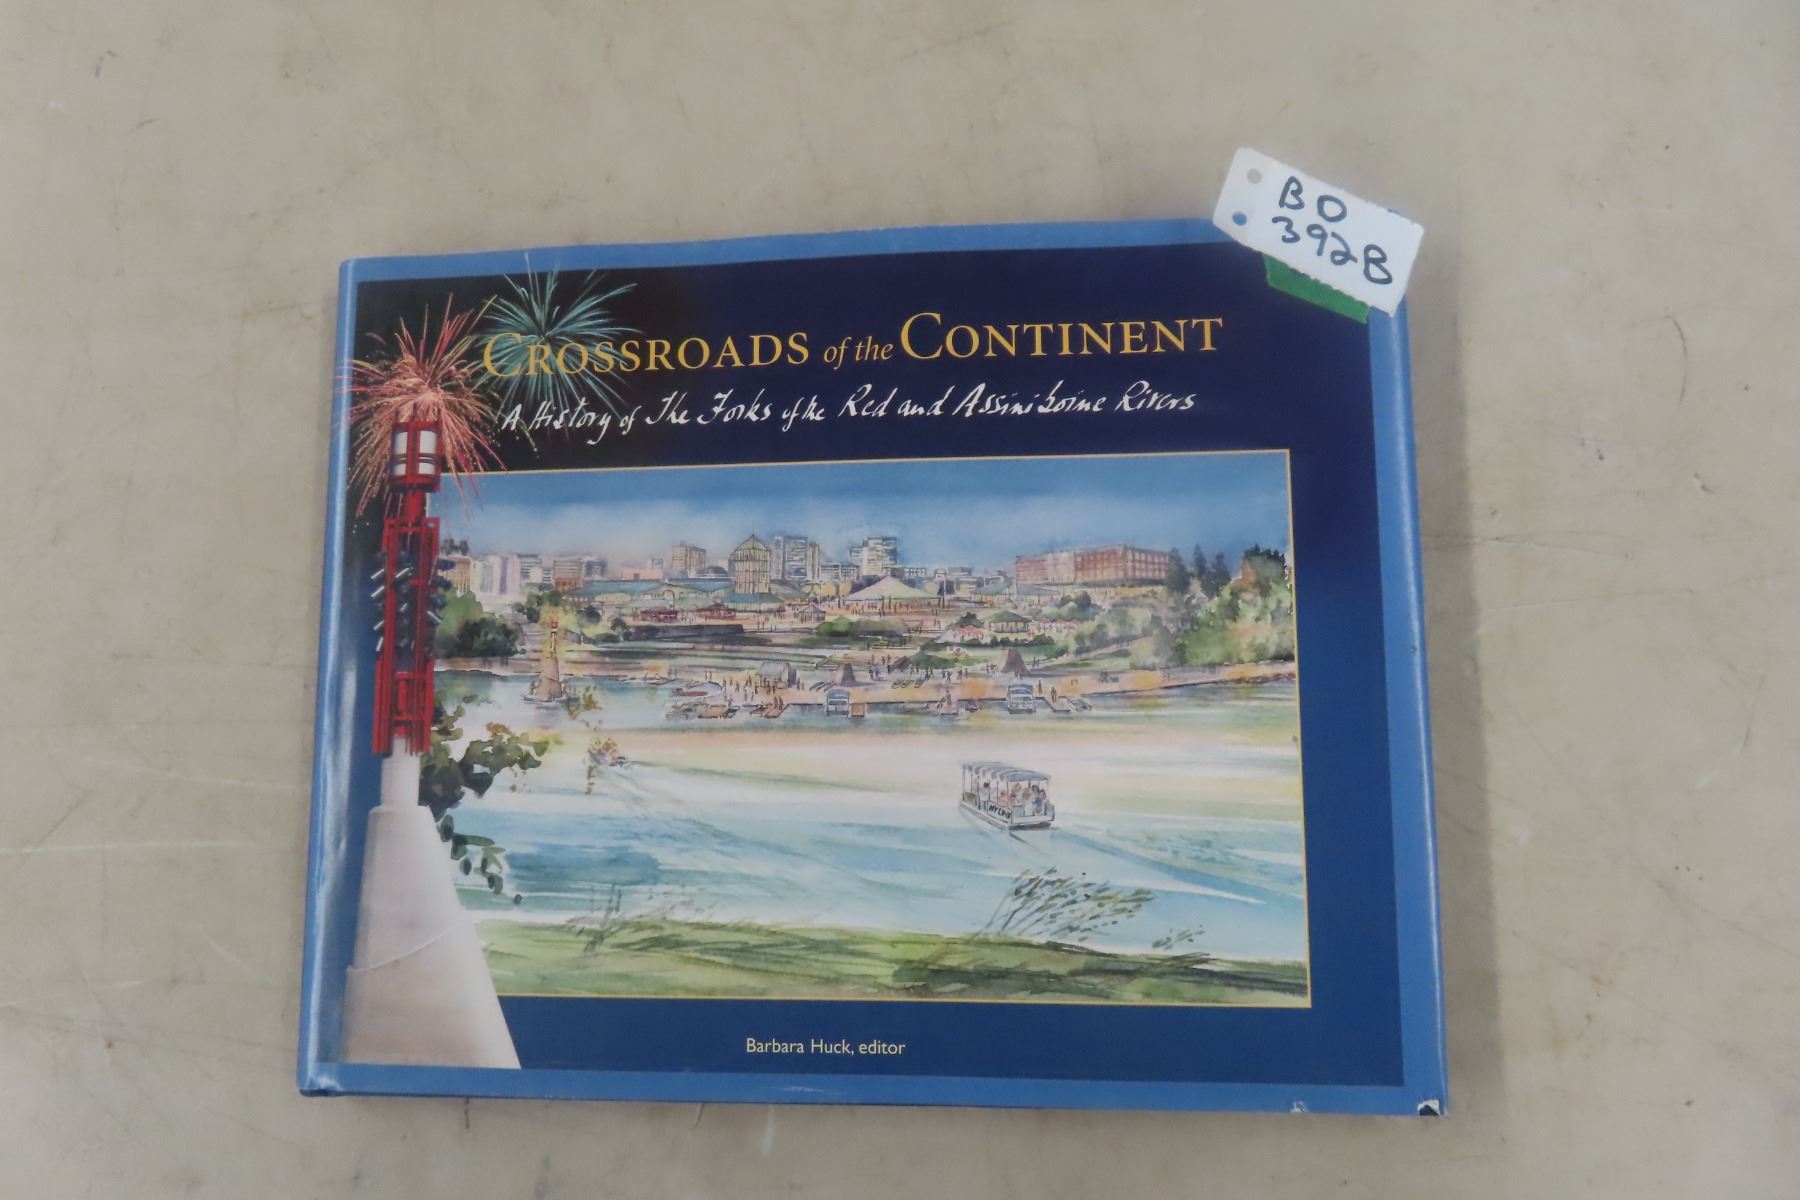 BO
392B
CROSSROADS of the CONTINENT
A History of The Forks of the Red and Assiniboine Rivers
Barbara Huck, editor